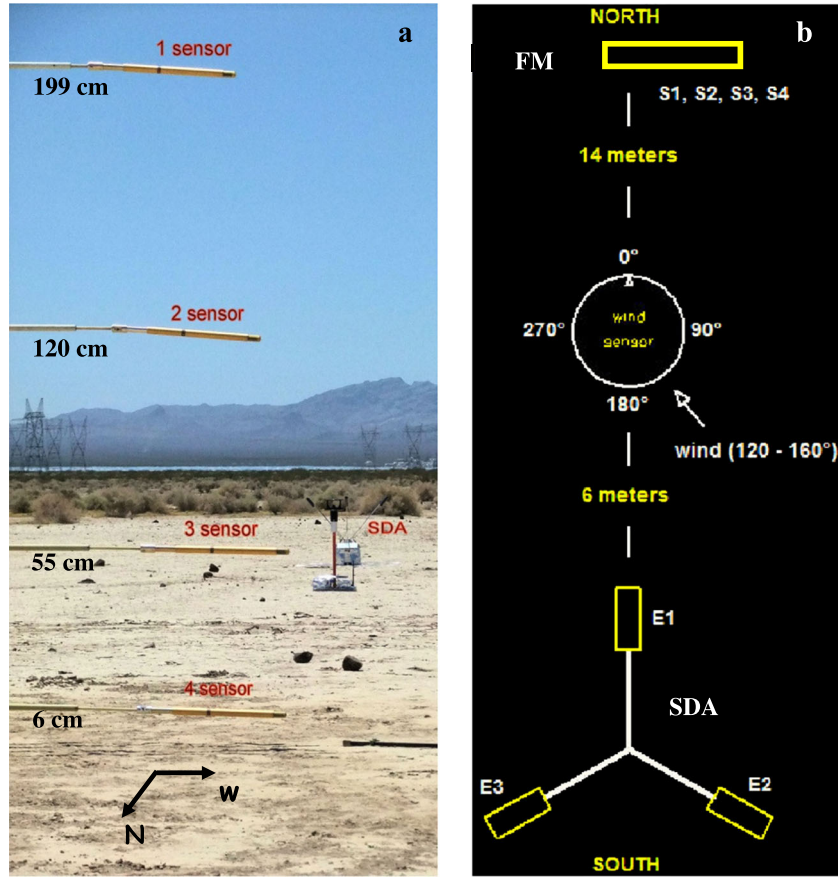 a
1 sensor
199 cm
2 sensor
120 cm
3 sensor
SDA
55 cm
4 sensor
6 cm
W
N
b
NORTH
FM
S1, S2, S3, S4
14 meters
0°
270°
wind
sensor
90°
180°
wind (120 - 160°)
6 meters
E1
SDA
E3
E2
SOUTH